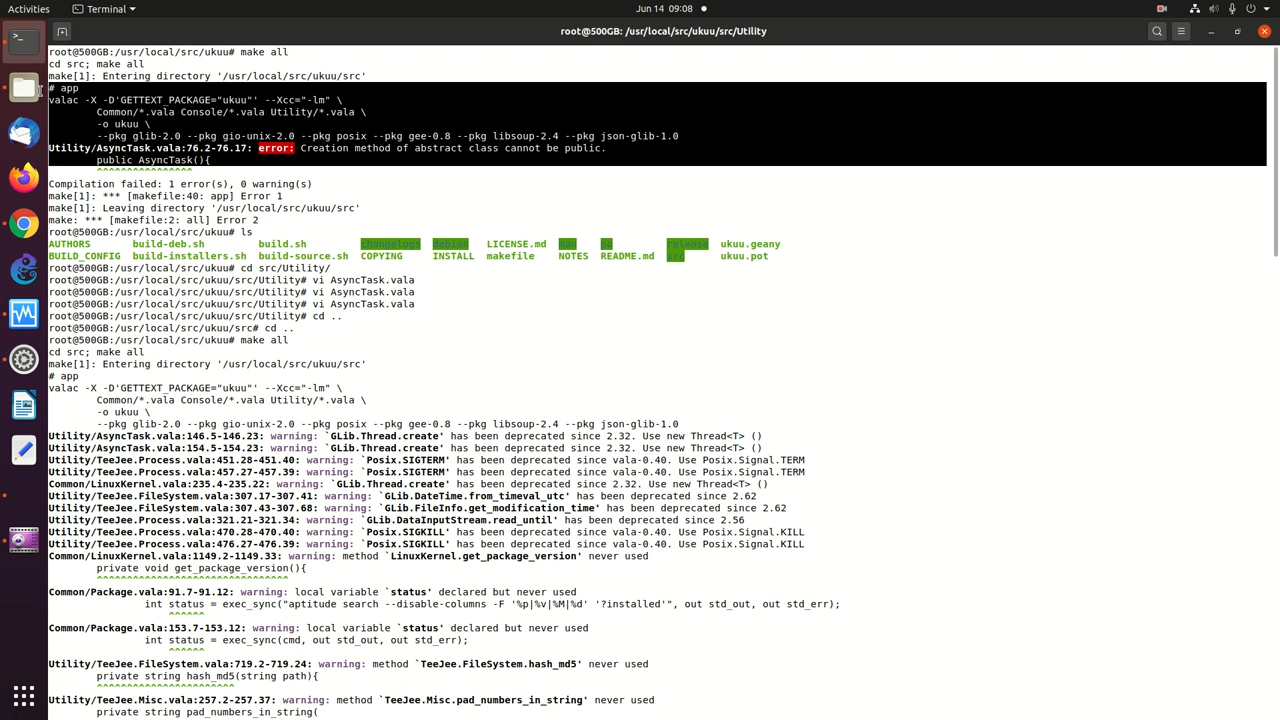 Activities
Terminal
Jun 14 09:08
root@500GB: /usr/local/src/ukuu/src/Utility
root@500GB:/usr/local/src/ukuu# make all
cd src; make all
make[1]: Entering directory '/usr/local/src/ukuu/src'
# app
valac -X -D'GETTEXT_PACKAGE="ukuu"' --Xcc="-lm" \
Common/*.vala Console/*.vala Utility/*.vala \
-o ukuu \
--pkg glib-2.0 --pkg gio-unix-2.0 --pkg posix --pkg gee-0.8 --pkg libsoup-2.4 --pkg json-glib-1.0
Utility/AsyncTask.vala:76.2-76.17: error: Creation method of abstract class cannot be public.
public AsyncTask(){
^^^^^^^^^^^^^^^^
Compilation failed: 1 error(s), 0 warning(s)
make[1]: *** [makefile:40: app] Error 1
make[1]: Leaving directory '/usr/local/src/ukuu/src'
make: *** [makefile:2: all] Error 2
root@500GB:/usr/local/src/ukuu# ls
AUTHORS build-deb.sh build.sh changelogs debian LICENSE.md man po release ukuu.geany
BUILD_CONFIG build-installers.sh build-source.sh COPYING INSTALL makefile NOTES README.md src ukuu.pot
root@500GB:/usr/local/src/ukuu# cd src/Utility/
root@500GB:/usr/local/src/ukuu/src/Utility# vi AsyncTask.vala
root@500GB:/usr/local/src/ukuu/src/Utility# vi AsyncTask.vala
root@500GB:/usr/local/src/ukuu/src/Utility# vi AsyncTask.vala
root@500GB:/usr/local/src/ukuu/src/Utility# cd ..
root@500GB:/usr/local/src/ukuu/src# cd ..
root@500GB:/usr/local/src/ukuu# make all
cd src; make all
make[1]: Entering directory '/usr/local/src/ukuu/src'
# app
valac -X -D'GETTEXT_PACKAGE="ukuu"' --Xcc="-lm" \
Common/*.vala Console/*.vala Utility/*.vala \
-o ukuu \
--pkg glib-2.0 --pkg gio-unix-2.0 --pkg posix --pkg gee-0.8 --pkg libsoup-2.4 --pkg json-glib-1.0
Utility/AsyncTask.vala:146.5-146.23: warning: `GLib.Thread.create' has been deprecated since 2.32. Use new Thread<T> ()
Utility/AsyncTask.vala:154.5-154.23: warning: `GLib.Thread.create' has been deprecated since 2.32. Use new Thread<T> ()
Utility/TeeJee.Process.vala:451.28-451.40: warning: `Posix.SIGTERM' has been deprecated since vala-0.40. Use Posix.Signal.TERM
Utility/TeeJee.Process.vala:457.27-457.39: warning: `Posix.SIGTERM' has been deprecated since vala-0.40. Use Posix.Signal.TERM
Common/LinuxKernel.vala:235.4-235.22: warning: `GLib.Thread.create' has been deprecated since 2.32. Use new Thread<T> ()
Utility/TeeJee.FileSystem.vala:307.17-307.41: warning: `GLib.DateTime.from_timeval_utc' has been deprecated since 2.62
Utility/TeeJee.FileSystem.vala:307.43-307.68: warning: `GLib.FileInfo.get_modification_time' has been deprecated since 2.62
Utility/TeeJee.Process.vala:321.21-321.34: warning: `GLib.DataInputStream.read_until' has been deprecated since 2.56
Utility/TeeJee.Process.vala:470.28-470.40: warning: `Posix.SIGKILL' has been deprecated since vala-0.40. Use Posix.Signal.KILL
Utility/TeeJee.Process.vala:476.27-476.39: warning: `Posix.SIGKILL' has been deprecated since vala-0.40. Use Posix.Signal.KILL
Common/LinuxKernel.vala:1149.2-1149.33: warning: method `LinuxKernel.get_package_version' never used
private void get_package_version(){
^^^^^^^^^^^^^^^^^^^^^^^^^^^^^^^^
Common/Package.vala:91.7-91.12: warning: local variable `status' declared but never used
int status = exec_sync("aptitude search --disable-columns -F '%p|%v|%M|%d' '?installed'", out std_out, out std_err);
^^^^^^
Common/Package.vala:153.7-153.12: warning: local variable `status' declared but never used
int status = exec_sync(cmd, out std_out, out std_err);
^^^^^^
Utility/TeeJee.FileSystem.vala:719.2-719.24: warning: method `TeeJee.FileSystem.hash_md5' never used
private string hash_md5(string path){
^^^^^^^^^^^^^^^^^^^^^^^
Utility/TeeJee.Misc.vala:257.2-257.37: warning: method `TeeJee.Misc.pad_numbers_in_string' never used
private string pad_numbers_in_string(